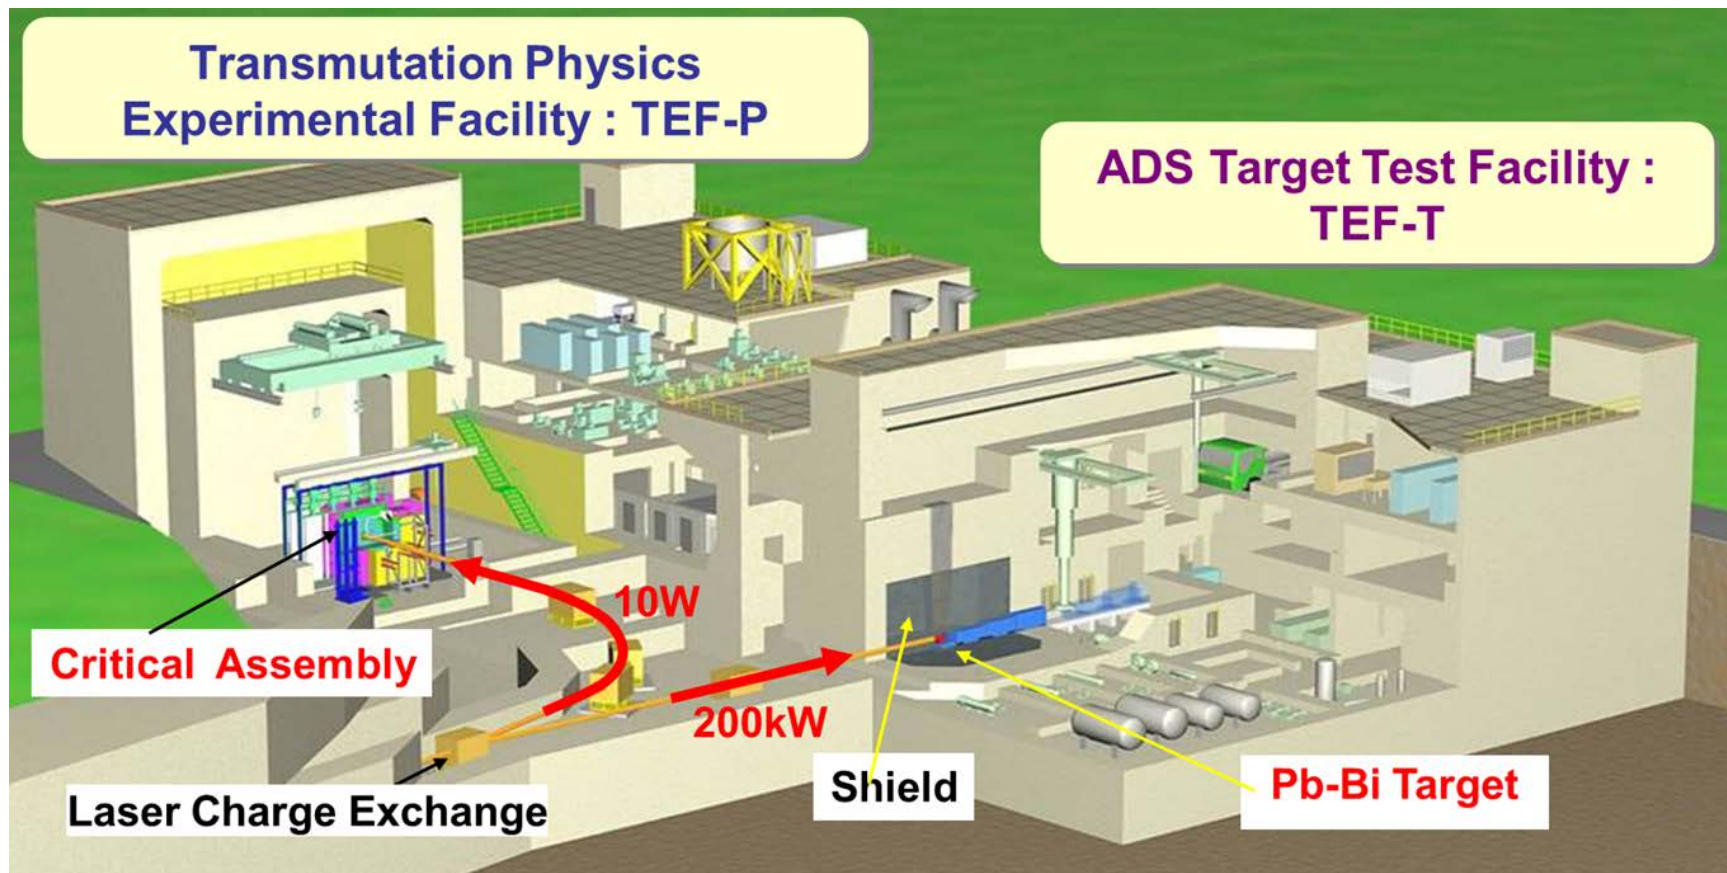 Transmutation Physics
Experimental Facility : TEF-P
ADS Target Test Facility :
TEF-T
10W
Critical Assembly
200kW
Shield
Pb-Bi Target
Laser Charge Exchange